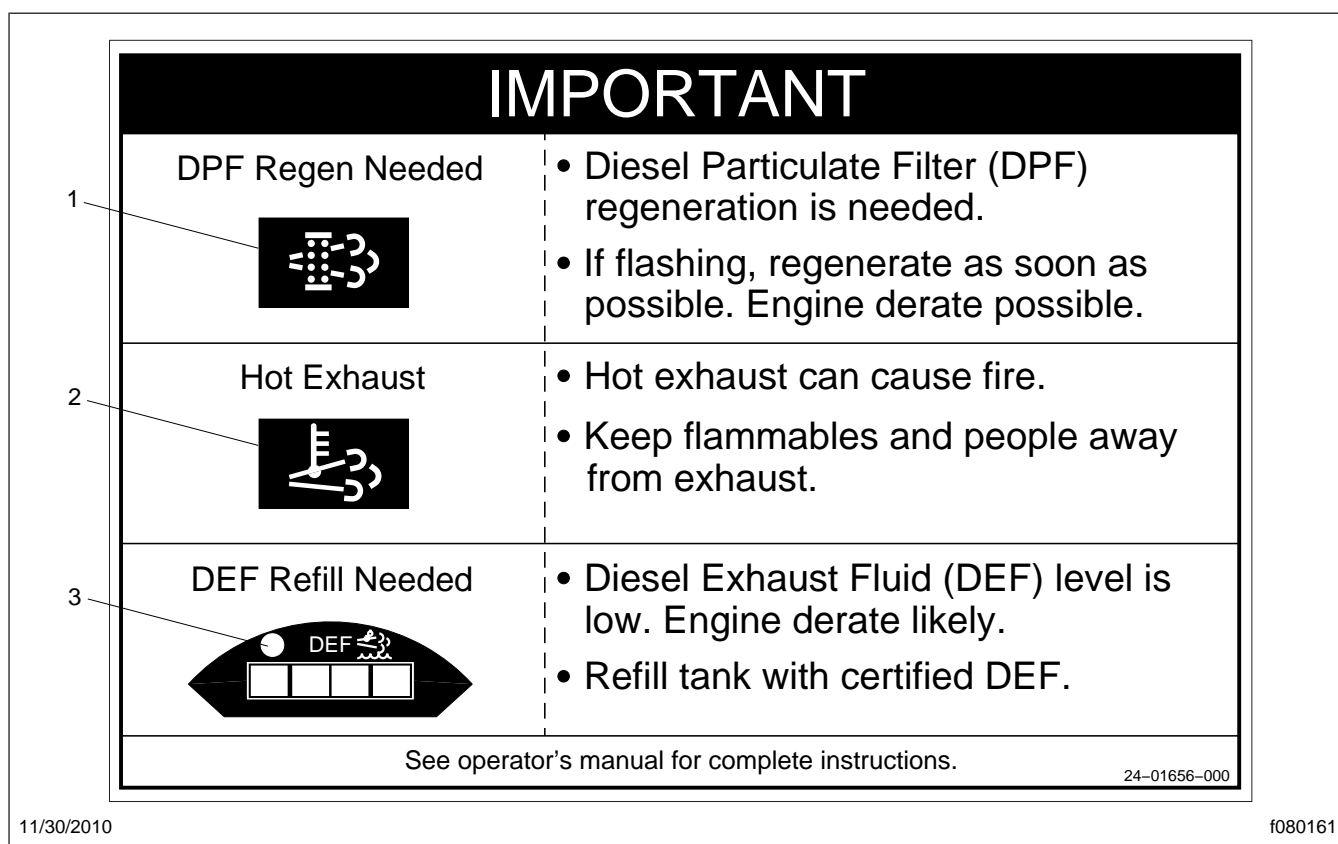 IMPORTANT
DPF Regen Needed
1
• Diesel Particulate Filter (DPF)
regeneration is needed.
• If flashing, regenerate as soon as
possible. Engine derate possible.
Hot Exhaust
2
• Hot exhaust can cause fire.
• Keep flammables and people away
from exhaust.
DEF Refill Needed
3
DEF
• Diesel Exhaust Fluid (DEF) level is
low. Engine derate likely.
• Refill tank with certified DEF.
See operator’s manual for complete instructions.
24–01656–000
11/30/2010
f080161